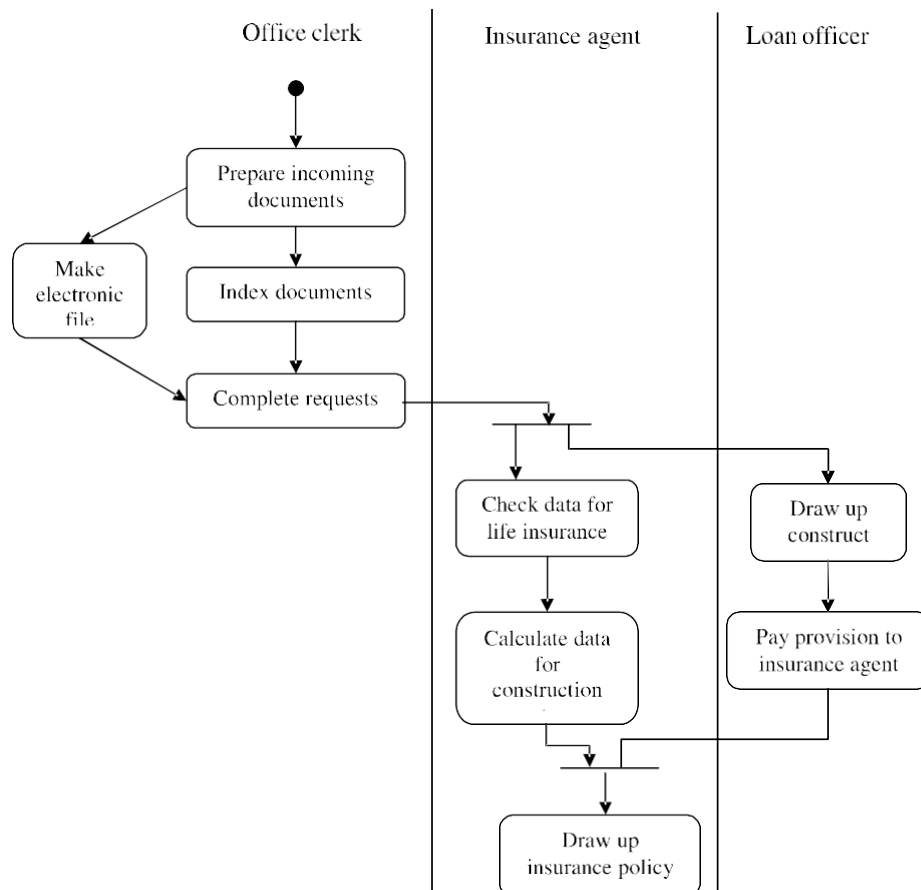 Office clerk
Insurance agent
Loan officer
Prepare incoming
documents
Make
electronic
file
Index documents
Complete requests
Check data for
life insurance
Draw up
construct
Calculate data
for
construction
Pay provision to
insurance agent
Draw up
insurance policy